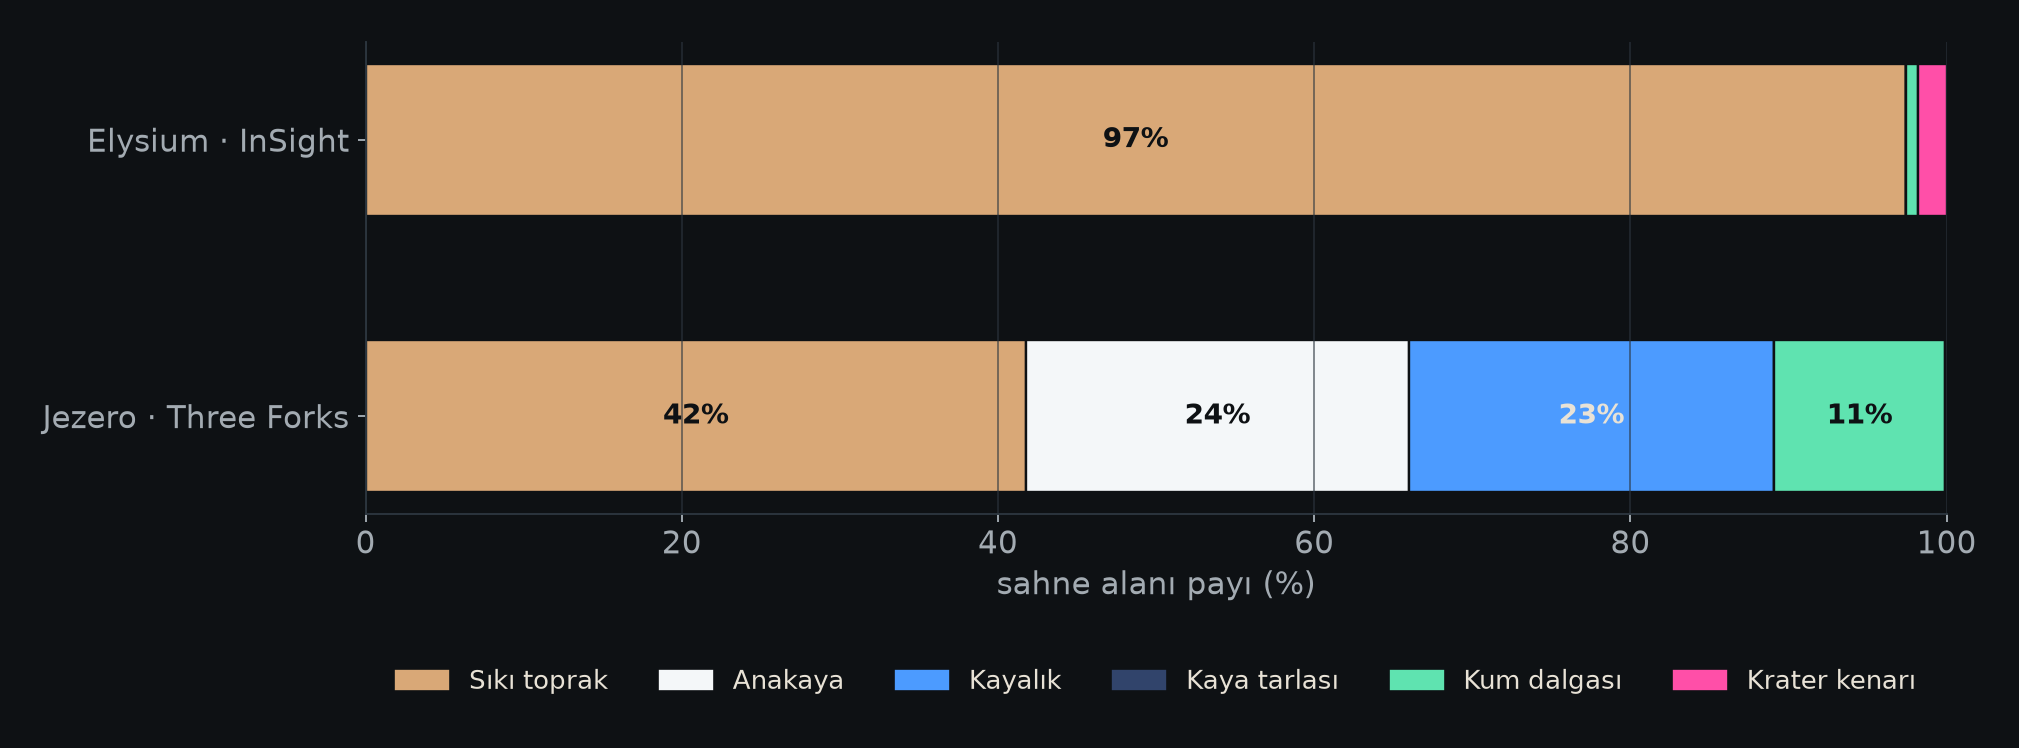 Elysium · InSight
97%
Jezero · Three Forks
42%
24%
23%
11%
0
20
40
60
80
100
sahne alanı payı (%)
Sıkı toprak
Anakaya
Kayalık
Kaya tarlası
Kum dalgası
Krater kenarı